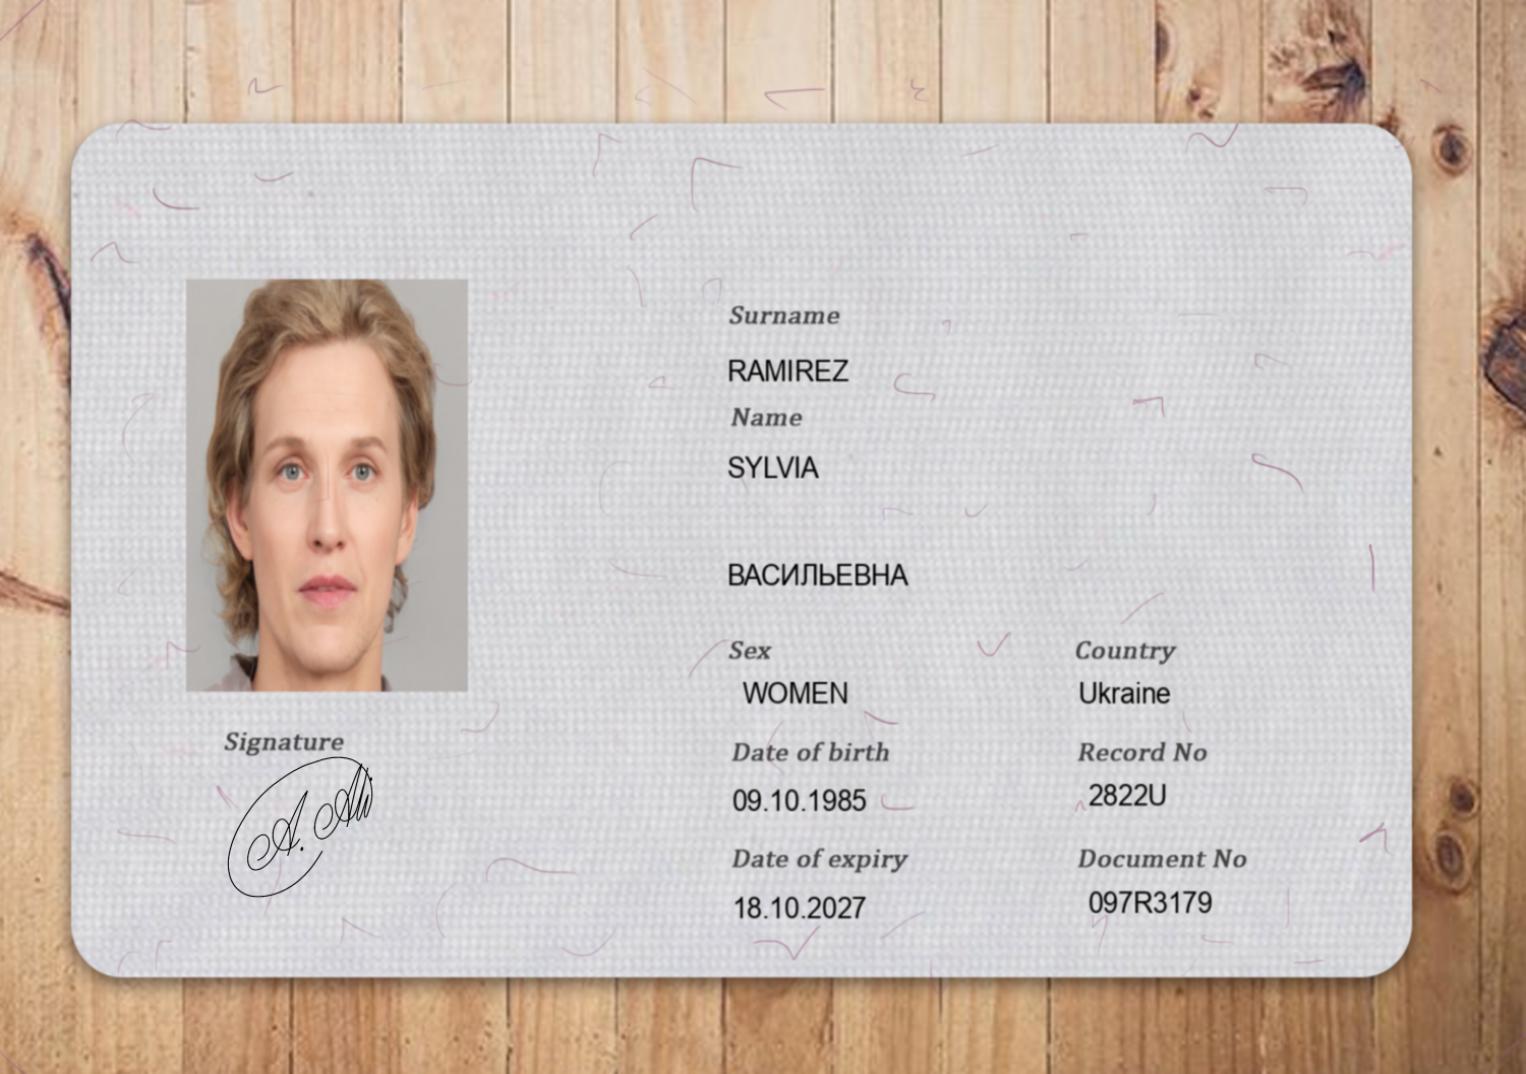 Surname
RAMIREZ
Name
SYLVIA
ВАСИЛЬЕВНА
Sex
Country
WOMEN
Ukraine
Date of birth
Record No
09.10.1985
2822U
Date of expiry
Document No
18.10.2027
097R3179
Signature
A. Ali